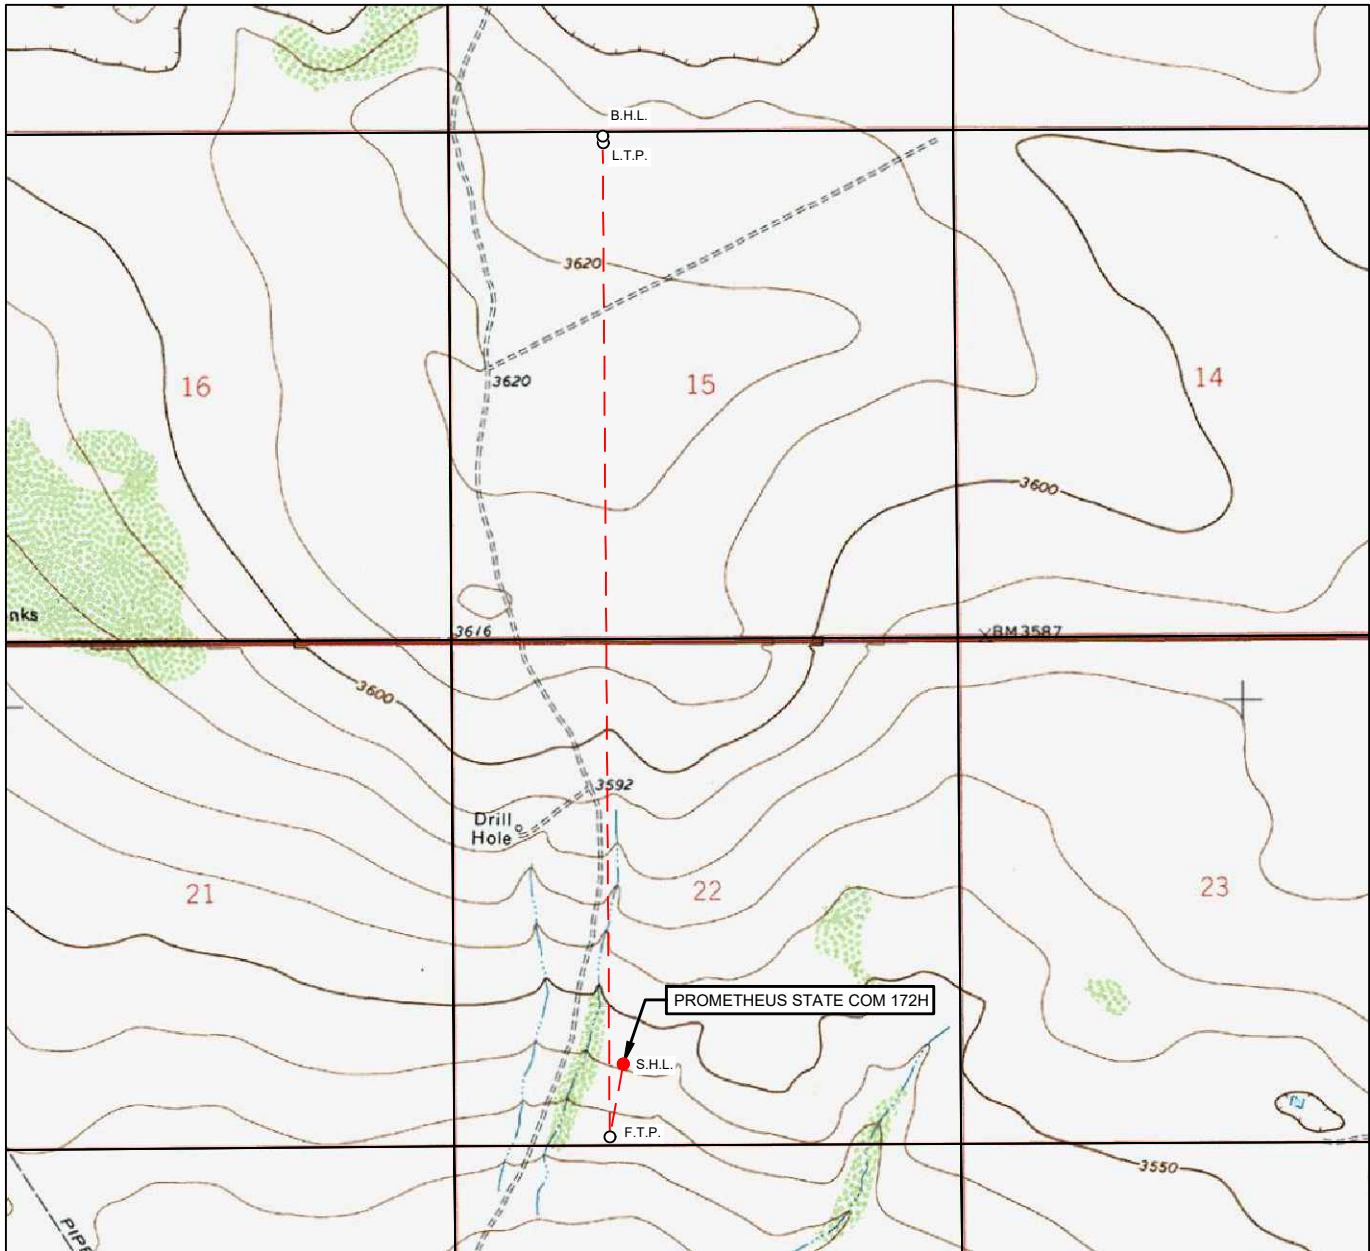 B.H.L.
L.T.P.
3620
3620
16
15
14
3600
nks
3616
BM 3587
3600
3592
Drill
Hole
21
22
23
PROMETHEUS STATE COM 172H
S.H.L.
F.T.P.
3550